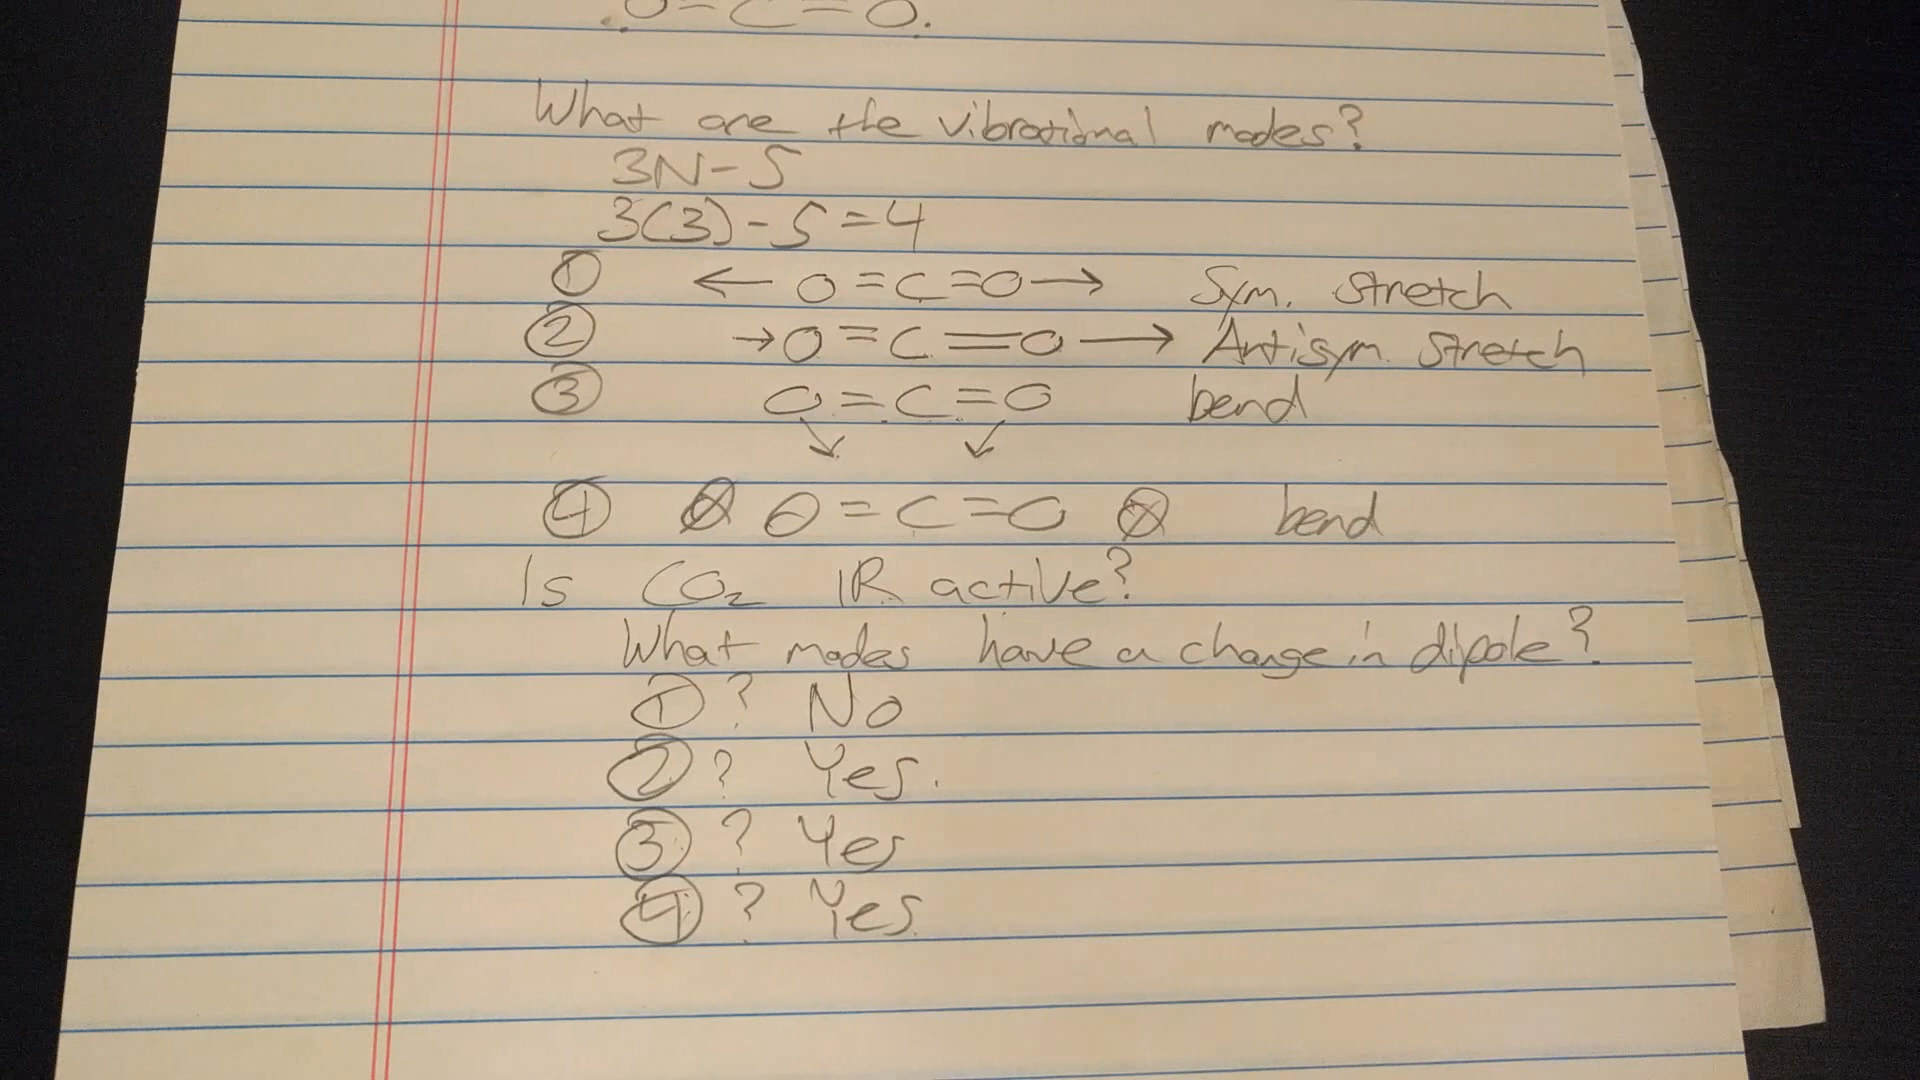 O=C=O
What are the vibrational modes?
3N-5
3(3)-5=4
① ← O=C=O → Sym. Stretch
② →O=C=O → Antisym. Stretch
③ O=C=O bend
④ ⊗ O=C=O ⊗ bend
Is CO₂ IR active?
What modes have a change in dipole?
①? No
②? Yes.
③? Yes
④? Yes.